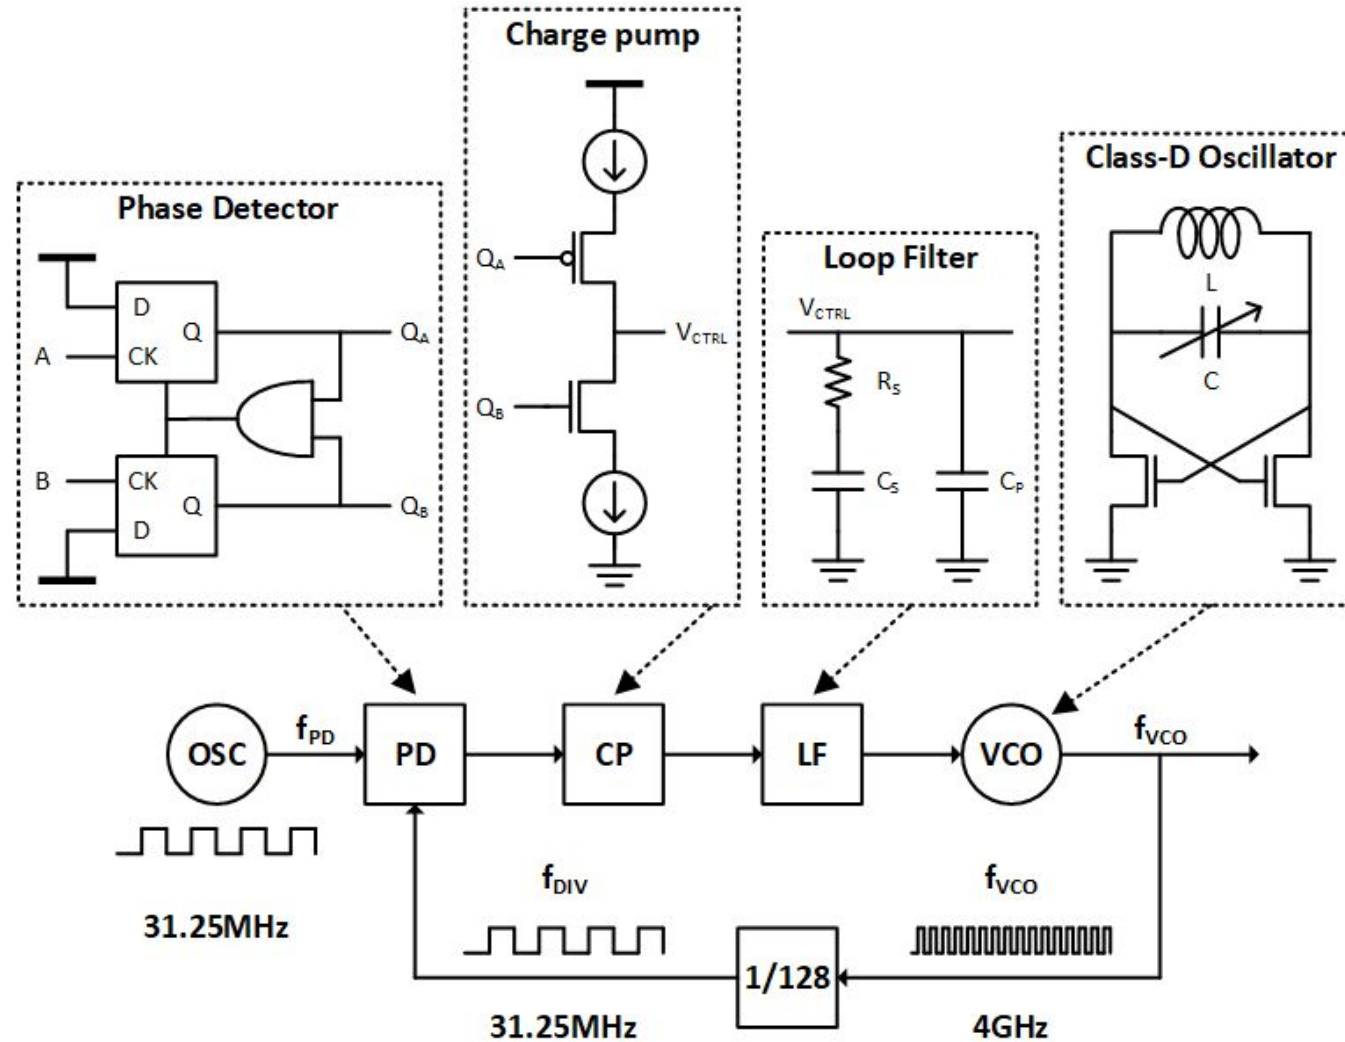 Charge pump
Q_A
V_CTRL
Q_B
Phase Detector
D
Q
Q_A
A
CK
B
CK
Q
Q_B
D
Loop Filter
V_CTRL
R_S
C_S
C_P
Class-D Oscillator
L
C
OSC
f_PD
PD
CP
LF
VCO
f_VCO
31.25MHz
f_DIV
f_VCO
1/128
31.25MHz
4GHz